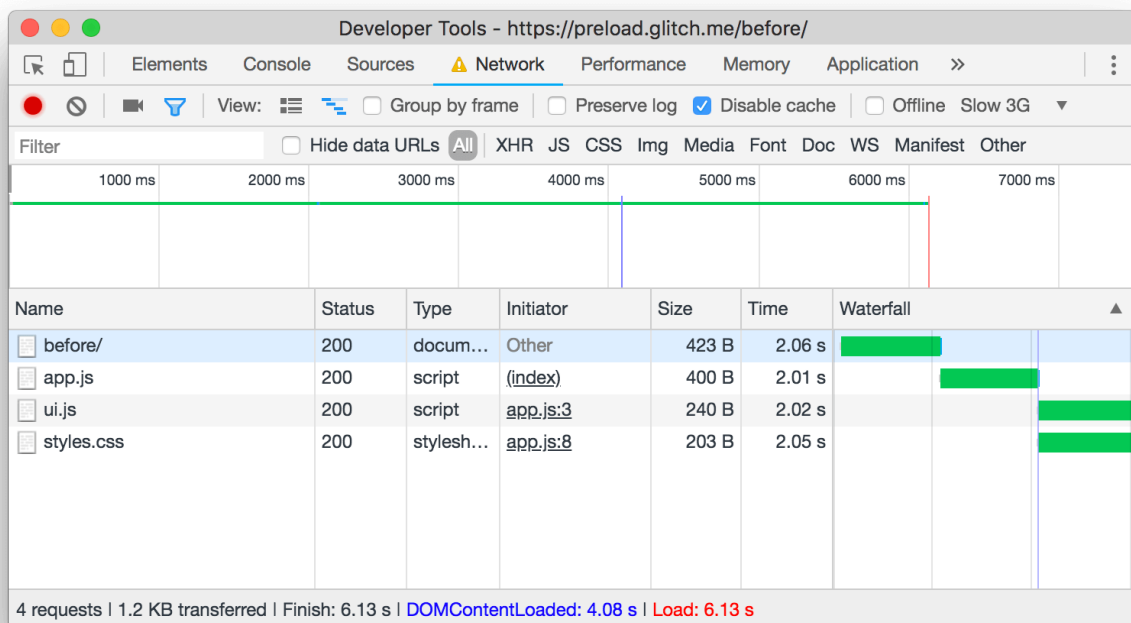 Developer Tools - https://preload.glitch.me/before/
Elements Console Sources Network Performance Memory Application »
View: Group by frame Preserve log Disable cache Offline Slow 3G ▼
Filter Hide data URLs All XHR JS CSS Img Media Font Doc WS Manifest Other
1000 ms 2000 ms 3000 ms 4000 ms 5000 ms 6000 ms 7000 ms
Name Status Type Initiator Size Time Waterfall ▲
before/ 200 docum... Other 423 B 2.06 s
app.js 200 script (index) 400 B 2.01 s
ui.js 200 script app.js:3 240 B 2.02 s
styles.css 200 stylesh... app.js:8 203 B 2.05 s
4 requests | 1.2 KB transferred | Finish: 6.13 s | DOMContentLoaded: 4.08 s | Load: 6.13 s